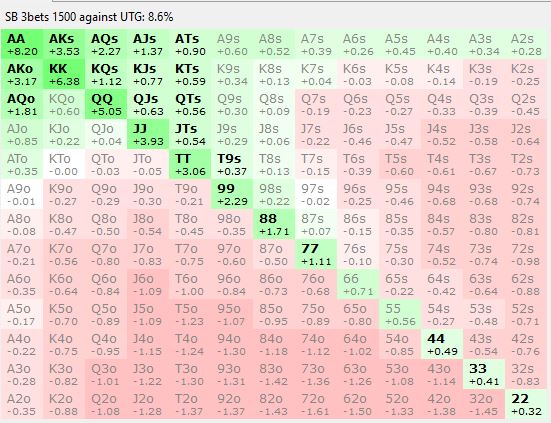 SB 3bets 1500 against UTG: 8.6%
AA AKs AQs AJs ATs A9s A8s A7s A6s A5s A4s A3s A2s
+8.20 +3.53 +2.27 +1.37 +0.90 +0.60 +0.52 +0.39 +0.26 +0.45 +0.40 +0.34 +0.28
AKo KK KQs KJs KTs K9s K8s K7s K6s K5s K4s K3s K2s
+3.17 +6.38 +1.12 +0.77 +0.59 +0.34 +0.13 +0.04 -0.03 -0.08 -0.14 -0.19 -0.25
AQo KQo QQ QJs QTs Q9s Q8s Q7s Q6s Q5s Q4s Q3s Q2s
+1.81 +0.60 +5.05 +0.63 +0.56 +0.30 +0.09 -0.19 -0.23 -0.27 -0.33 -0.39 -0.45
AJo KJo QJo JJ JTs J9s J8s J7s J6s J5s J4s J3s J2s
+0.85 +0.22 +0.04 +3.93 +0.54 +0.29 +0.06 -0.22 -0.46 -0.47 -0.52 -0.58 -0.64
ATo KTo QTo JTo TT T9s T8s T7s T6s T5s T4s T3s T2s
+0.35 -0.00 -0.03 -0.05 +3.06 +0.37 +0.13 -0.15 -0.39 -0.60 -0.61 -0.67 -0.73
A9o K9o Q9o J9o T9o 99 98s 97s 96s 95s 94s 93s 92s
-0.01 -0.27 -0.29 -0.30 -0.21 +2.29 +0.22 -0.02 -0.25 -0.46 -0.68 -0.68 -0.74
A8o K8o Q8o J8o T8o 98o 88 87s 86s 85s 84s 83s 82s
-0.08 -0.47 -0.50 -0.54 -0.45 -0.35 +1.71 +0.07 -0.15 -0.35 -0.57 -0.80 -0.81
A7o K7o Q7o J7o T7o 97o 87o 77 76s 75s 74s 73s 72s
-0.21 -0.56 -0.80 -0.83 -0.75 -0.60 -0.50 +1.11 -0.10 -0.30 -0.52 -0.74 -0.98
A6o K6o Q6o J6o T6o 96o 86o 76o 66 65s 64s 63s 62s
-0.35 -0.64 -0.84 -1.09 -1.00 -0.84 -0.73 -0.68 +0.71 -0.22 -0.42 -0.64 -0.88
A5o K5o Q5o J5o T5o 95o 85o 75o 65o 55 54s 53s 52s
-0.17 -0.70 -0.89 -1.09 -1.23 -1.07 -0.95 -0.89 -0.80 +0.56 -0.27 -0.48 -0.71
A4o K4o Q4o J4o T4o 94o 84o 74o 64o 54o 44 43s 42s
-0.22 -0.75 -0.95 -1.15 -1.24 -1.30 -1.18 -1.12 -1.02 -0.85 +0.49 -0.54 -0.76
A3o K3o Q3o J3o T3o 93o 83o 73o 63o 53o 43o 33 32s
-0.28 -0.82 -1.01 -1.22 -1.30 -1.31 -1.42 -1.36 -1.26 -1.08 -1.14 +0.41 -0.83
A2o K2o Q2o J2o T2o 92o 82o 72o 62o 52o 42o 32o 22
-0.35 -0.88 -1.08 -1.28 -1.37 -1.37 -1.43 -1.61 -1.50 -1.33 -1.38 -1.45 +0.32